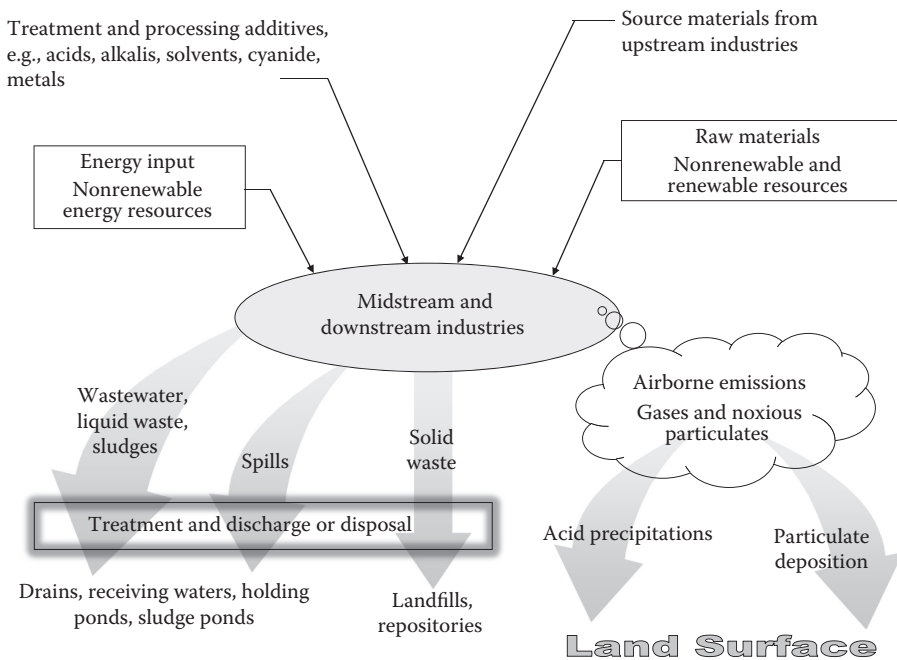 Treatment and processing additives,
e.g., acids, alkalis, solvents, cyanide,
metals
Source materials from
upstream industries
Energy input
Nonrenewable
energy resources
Raw materials
Nonrenewable and
renewable resources
Midstream and
downstream industries
Airborne emissions
Gases and noxious
particulates
Wastewater,
liquid waste,
sludges
Spills
Solid
waste
Treatment and discharge or disposal
Acid precipitations
Particulate
deposition
Drains, receiving waters, holding
ponds, sludge ponds
Landfills,
repositories
Land Surface